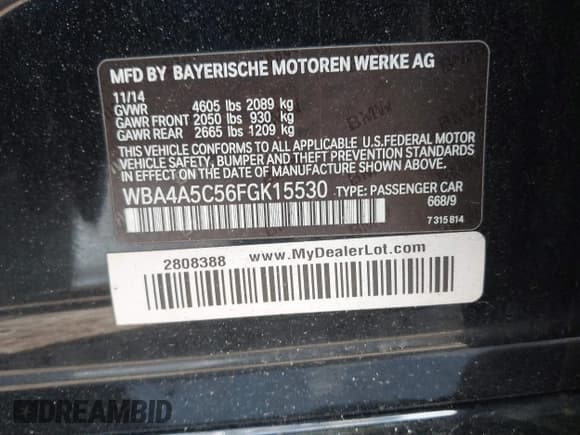 MFD BY BAYERISCHE MOTOREN WERKE AG
11/14
GVWR 4605 lbs 2089 kg
GAWR FRONT 2050 lbs 930 kg
GAWR REAR 2665 lbs 1209 kg
THIS VEHICLE CONFORMS TO ALL APPLICABLE U.S.FEDERAL MOTOR
VEHICLE SAFETY, BUMPER AND THEFT PREVENTION STANDARDS
IN EFFECT ON THE DATE OF MANUFACTURE SHOWN ABOVE.
WBA4A5C56FGK15530 TYPE: PASSENGER CAR
668/9
7 315 814
2808388 www.MyDealerLot.com
DREAMBID